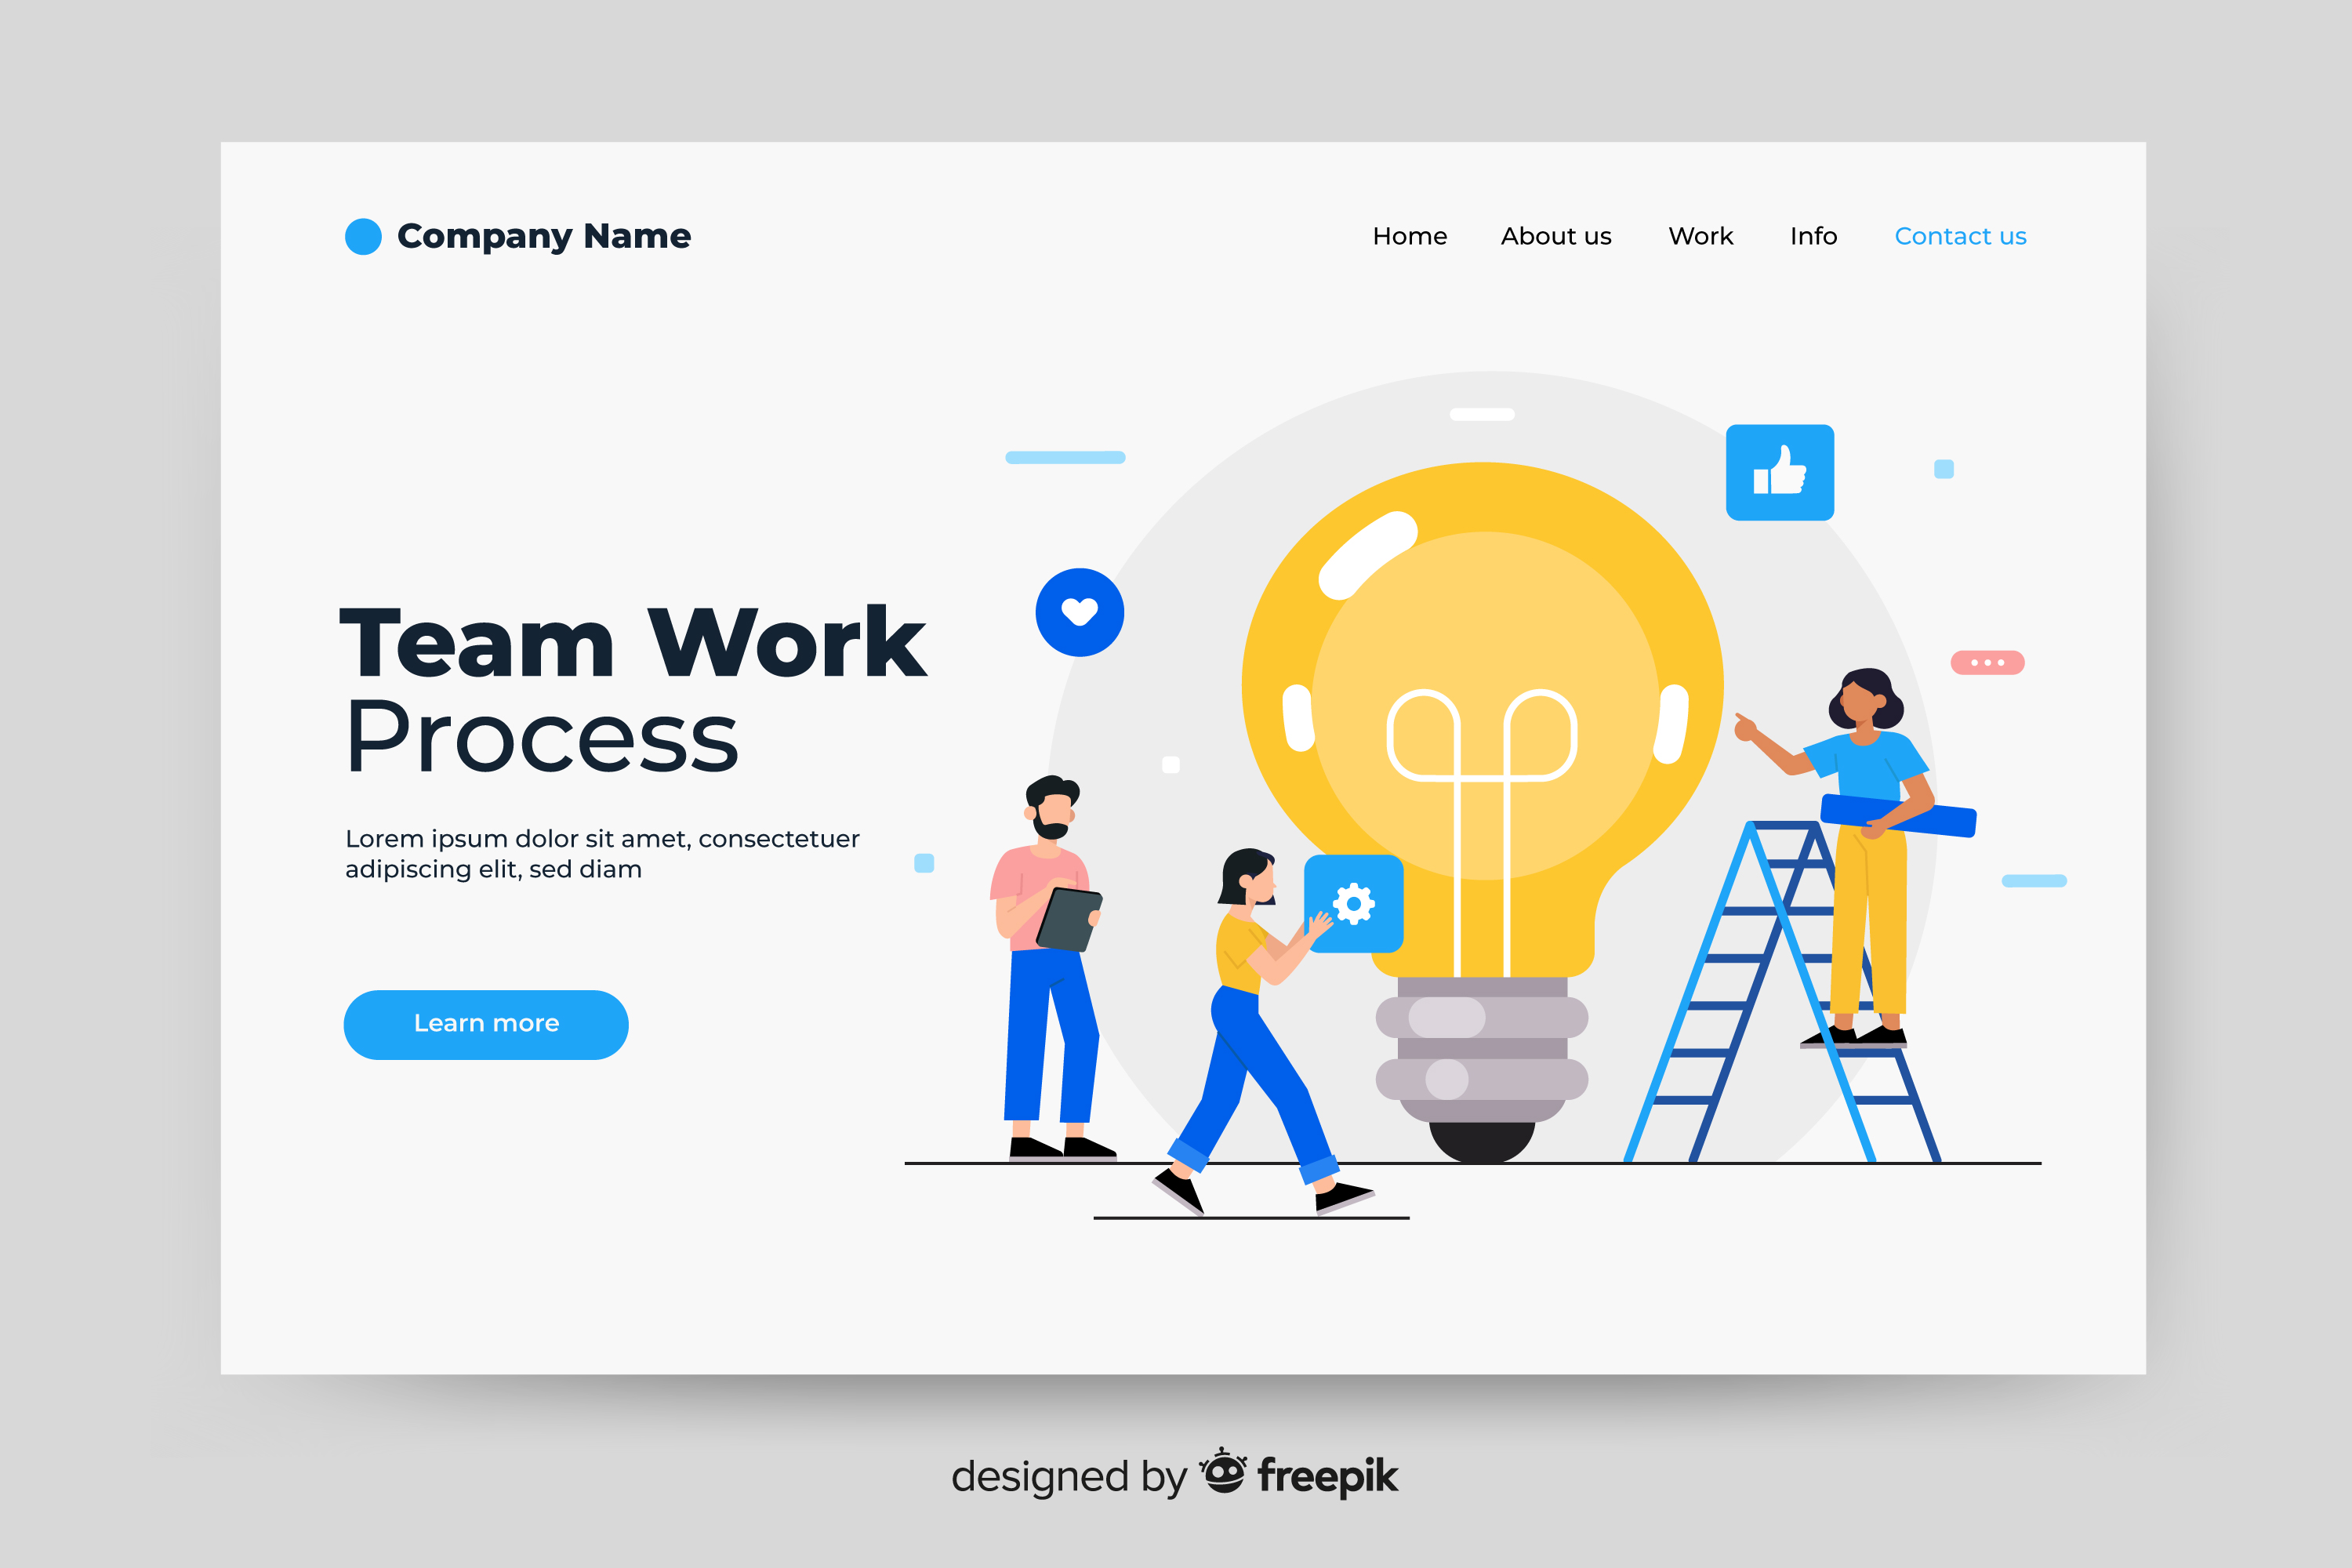 Company Name
Home About us Work Info Contact us
Team Work
Process
Lorem ipsum dolor sit amet, consectetuer
adipiscing elit, sed diam
Learn more
designed by freepik